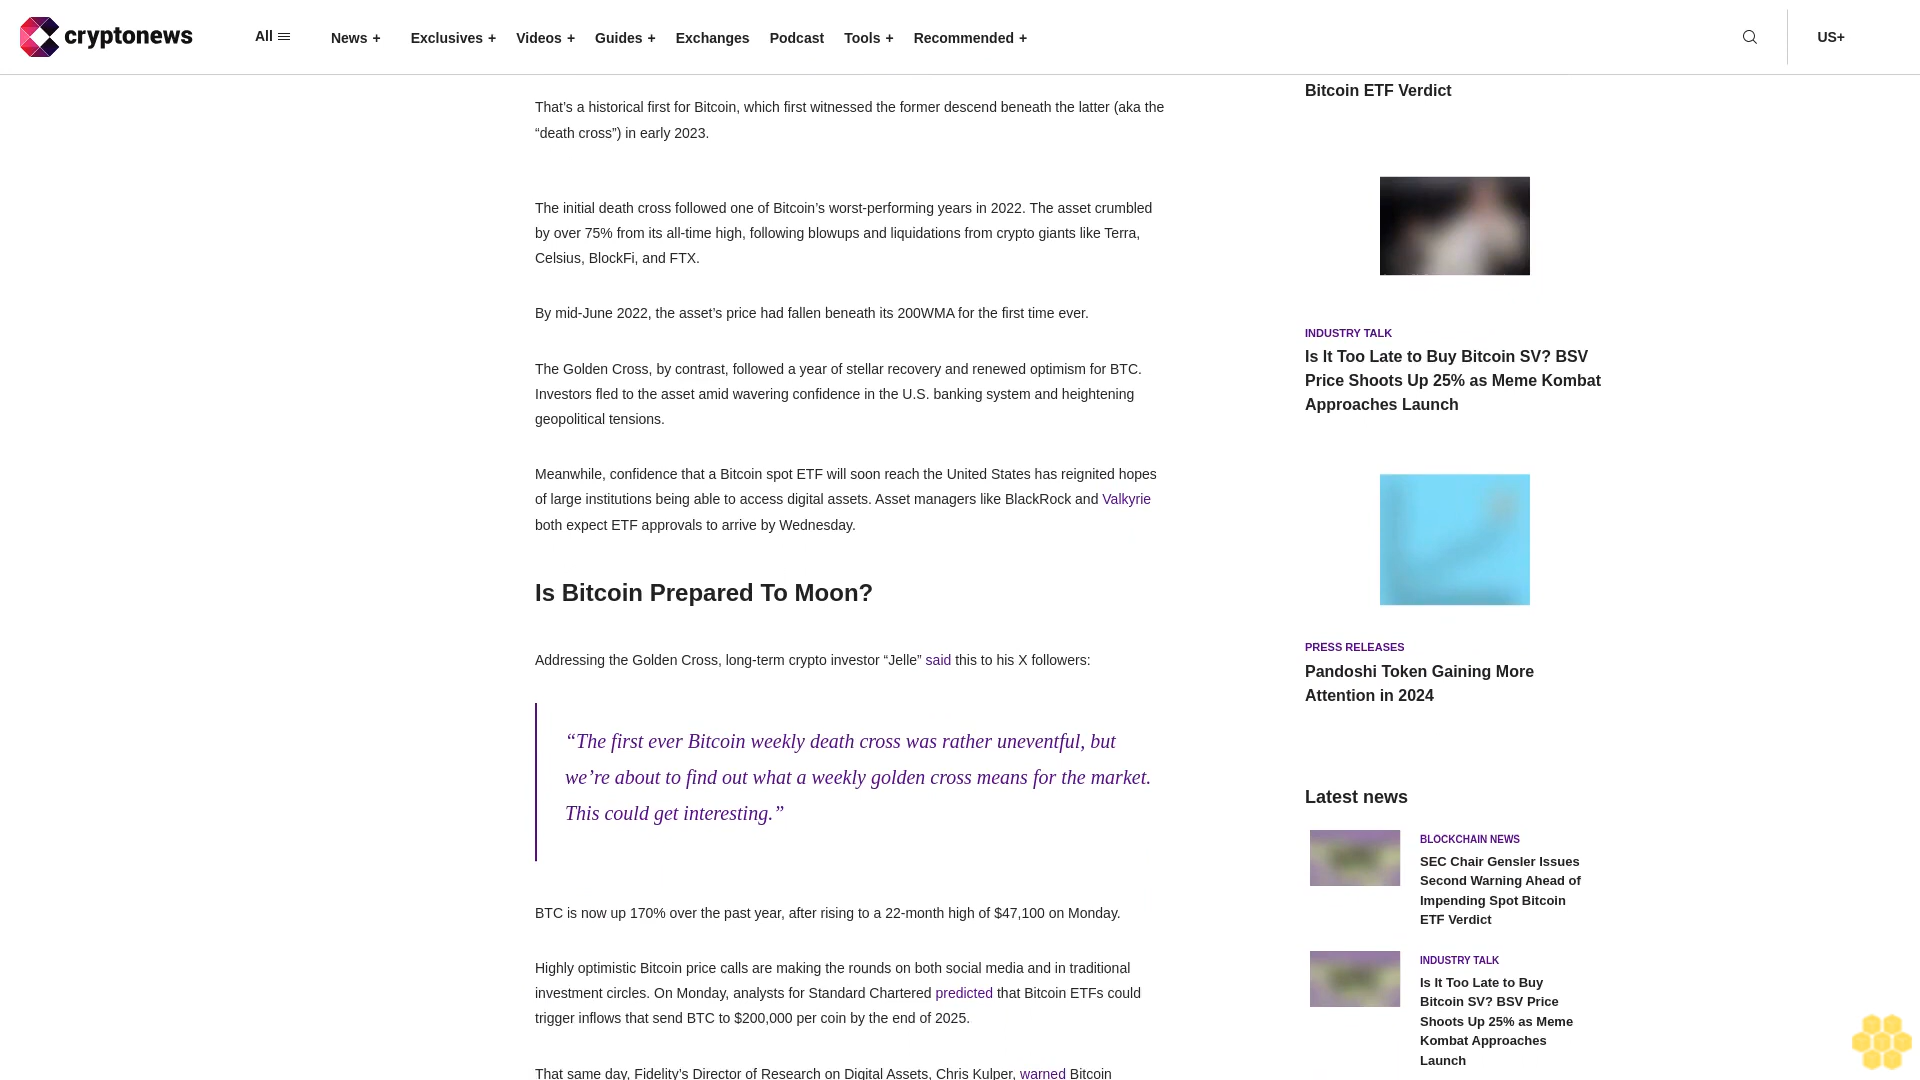 cryptonews
All
News +
Exclusives +
Videos +
Guides +
Exchanges
Podcast
Tools +
Recommended +
US+
That’s a historical first for Bitcoin, which first witnessed the former descend beneath the latter (aka the
“death cross”) in early 2023.
The initial death cross followed one of Bitcoin’s worst-performing years in 2022. The asset crumbled
by over 75% from its all-time high, following blowups and liquidations from crypto giants like Terra,
Celsius, BlockFi, and FTX.
By mid-June 2022, the asset’s price had fallen beneath its 200WMA for the first time ever.
The Golden Cross, by contrast, followed a year of stellar recovery and renewed optimism for BTC.
Investors fled to the asset amid wavering confidence in the U.S. banking system and heightening
geopolitical tensions.
Meanwhile, confidence that a Bitcoin spot ETF will soon reach the United States has reignited hopes
of large institutions being able to access digital assets. Asset managers like BlackRock and Valkyrie
both expect ETF approvals to arrive by Wednesday.
Is Bitcoin Prepared To Moon?
Addressing the Golden Cross, long-term crypto investor “Jelle” said this to his X followers:
“The first ever Bitcoin weekly death cross was rather uneventful, but
we’re about to find out what a weekly golden cross means for the market.
This could get interesting.”
BTC is now up 170% over the past year, after rising to a 22-month high of $47,100 on Monday.
Highly optimistic Bitcoin price calls are making the rounds on both social media and in traditional
investment circles. On Monday, analysts for Standard Chartered predicted that Bitcoin ETFs could
trigger inflows that send BTC to $200,000 per coin by the end of 2025.
That same day, Fidelity’s Director of Research on Digital Assets, Chris Kulper, warned Bitcoin
Bitcoin ETF Verdict
INDUSTRY TALK
Is It Too Late to Buy Bitcoin SV? BSV
Price Shoots Up 25% as Meme Kombat
Approaches Launch
PRESS RELEASES
Pandoshi Token Gaining More
Attention in 2024
Latest news
BLOCKCHAIN NEWS
SEC Chair Gensler Issues
Second Warning Ahead of
Impending Spot Bitcoin
ETF Verdict
INDUSTRY TALK
Is It Too Late to Buy
Bitcoin SV? BSV Price
Shoots Up 25% as Meme
Kombat Approaches
Launch